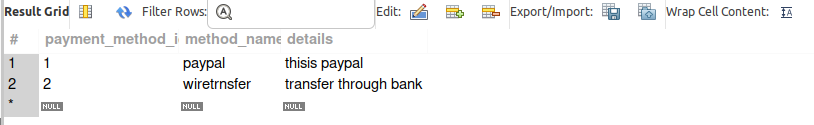 Result Grid Filter Rows: Edit: Export/Import: Wrap Cell Content: IA
# payment_method_i method_name details
1 1 paypal thisis paypal
2 2 wiretrnsfer transfer through bank
* NULL NULL NULL